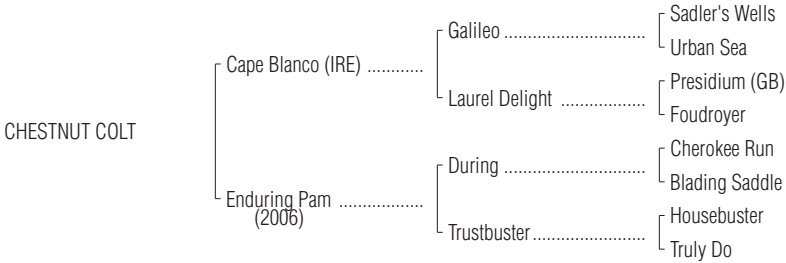 Sadler's Wells
Galileo ..............................
Urban Sea
Cape Blanco (IRE) ............
Presidium (GB)
Laurel Delight ..................
Foudroyer
CHESTNUT COLT
Cherokee Run
During ..............................
Blading Saddle
Enduring Pam ..................
(2006)
Housebuster
Trustbuster........................
Truly Do